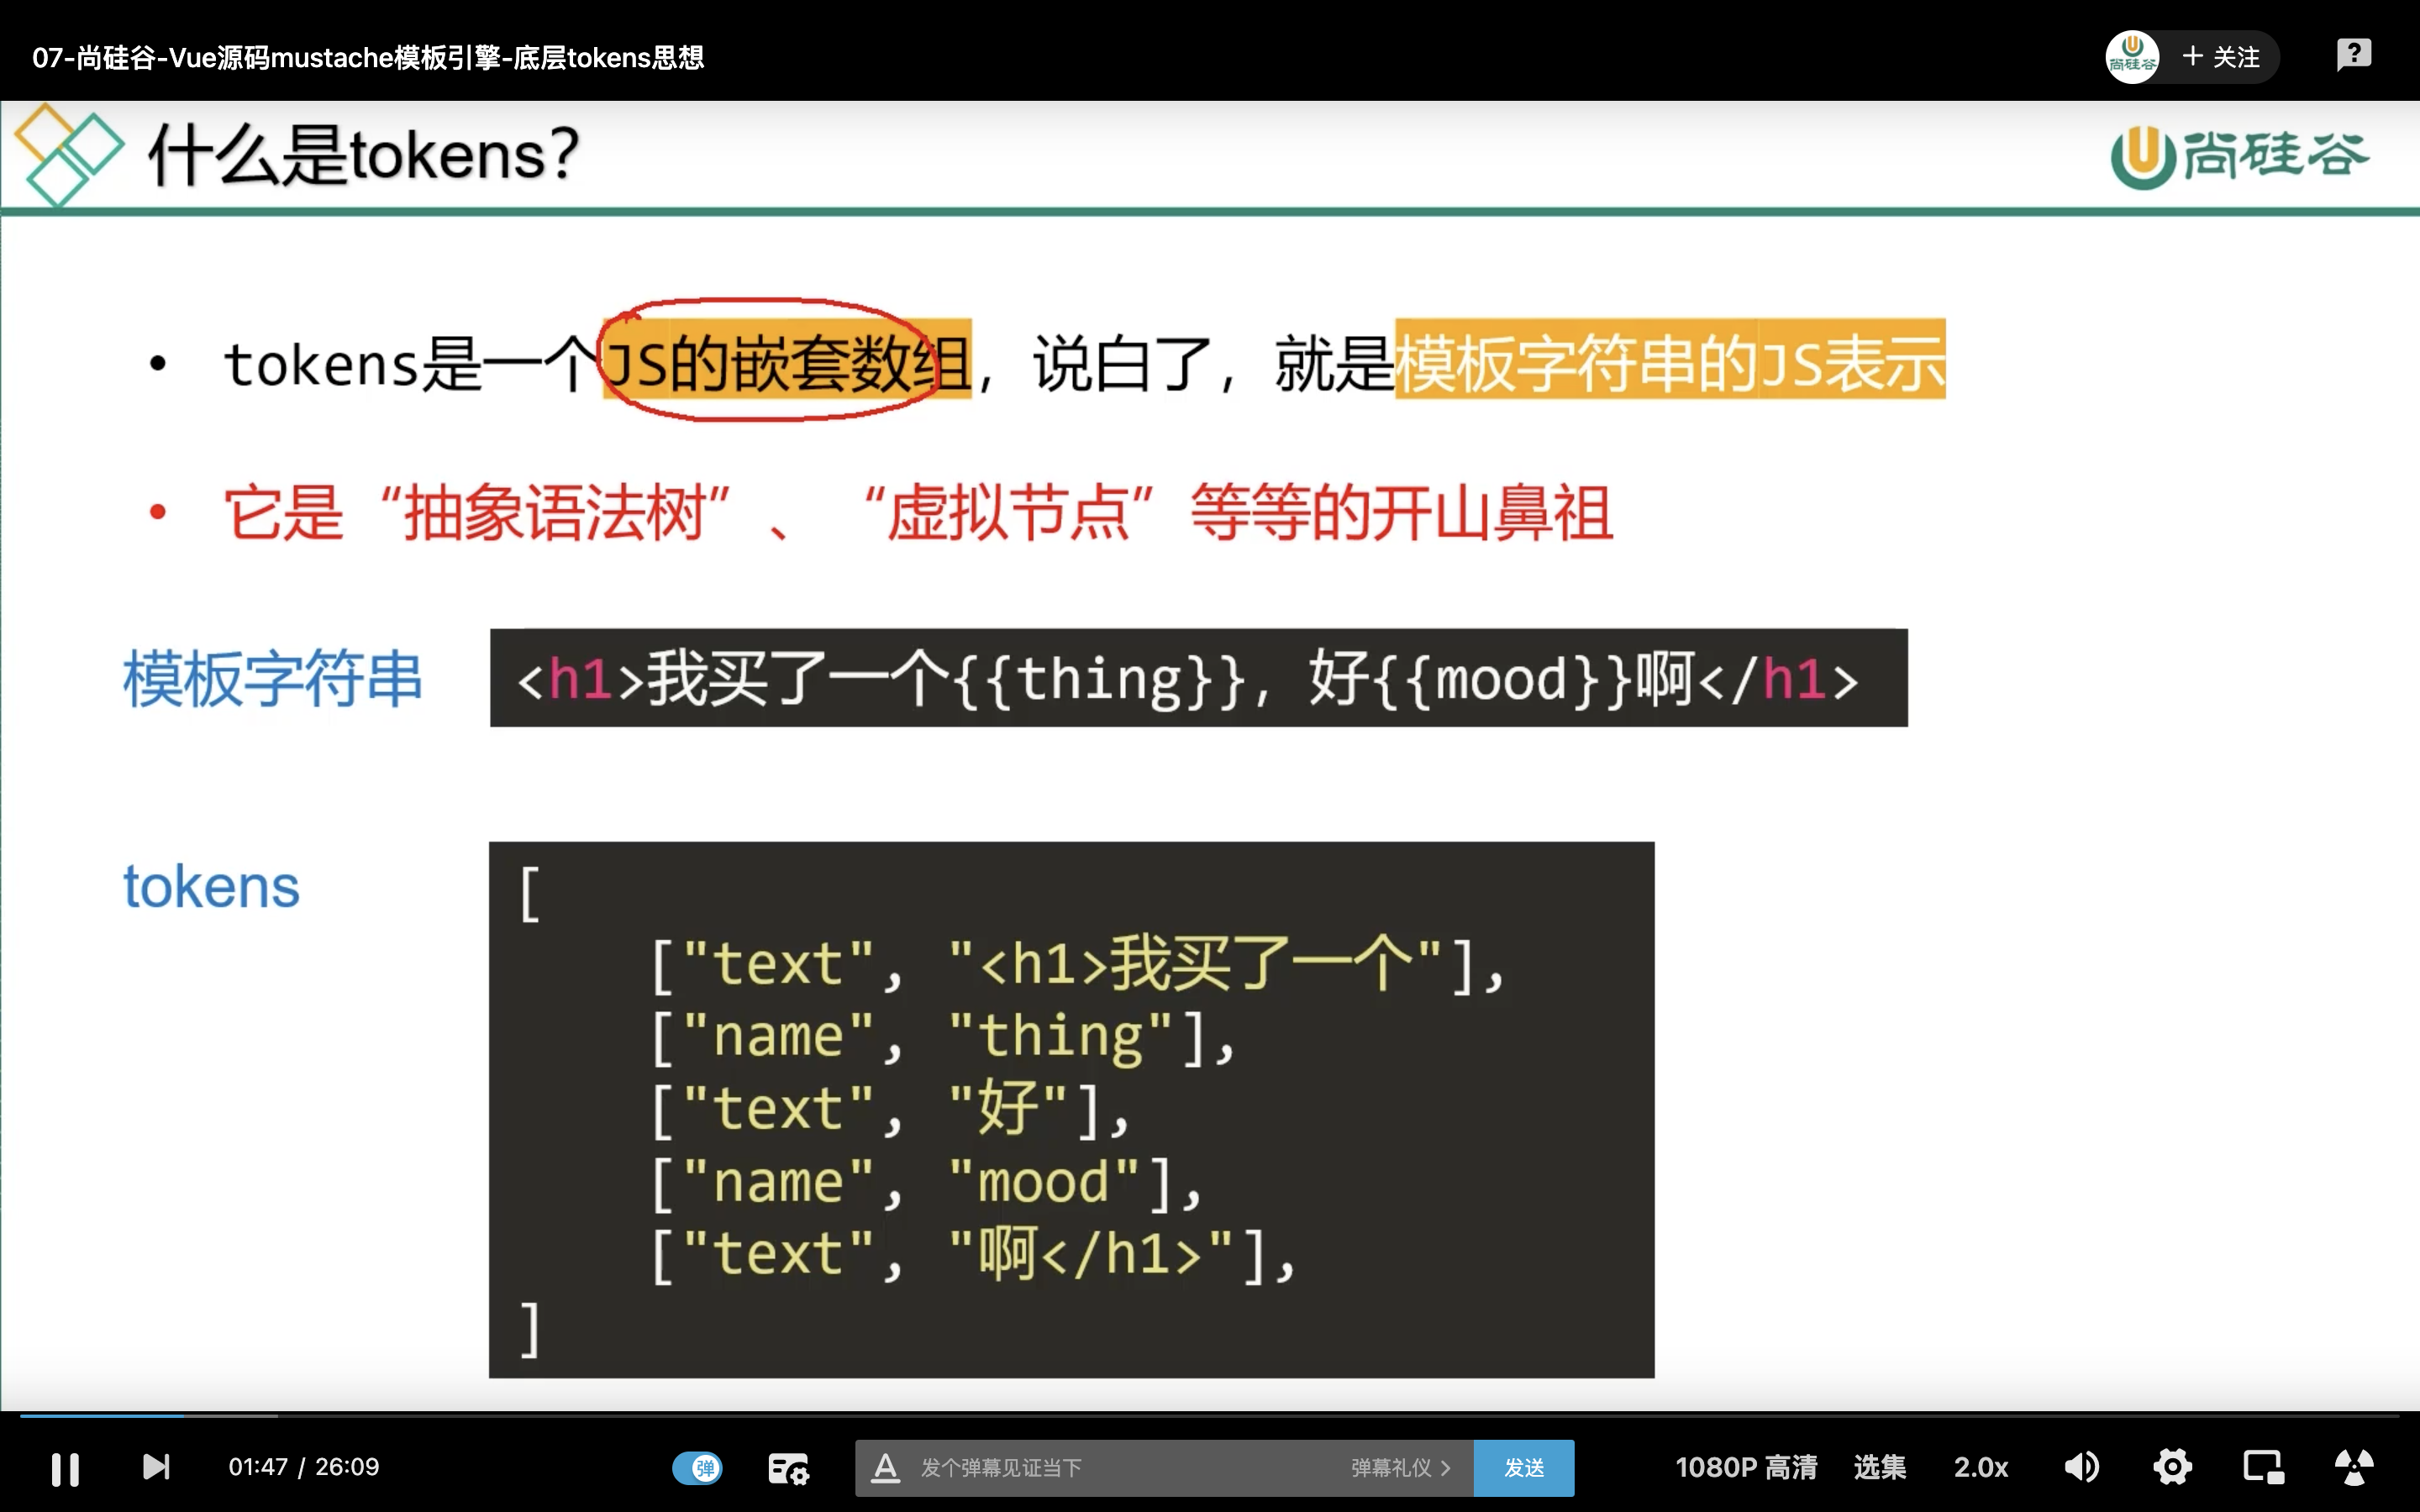 07-尚硅谷-Vue源码mustache模板引擎-底层tokens思想
尚硅谷
+ 关注
什么是tokens?
尚硅谷
• tokens是一个JS的嵌套数组，说白了，就是模板字符串的JS表示
• 它是“抽象语法树”、“虚拟节点”等等的开山鼻祖
模板字符串
<h1>我买了一个{{thing}}, 好{{mood}}啊</h1>
tokens
[
["text", "<h1>我买了一个"],
["name", "thing"],
["text", "好"],
["name", "mood"],
["text", "啊</h1>"],
]
01:47 / 26:09
弹
发个弹幕见证当下
弹幕礼仪 >
发送
1080P 高清
选集
2.0x